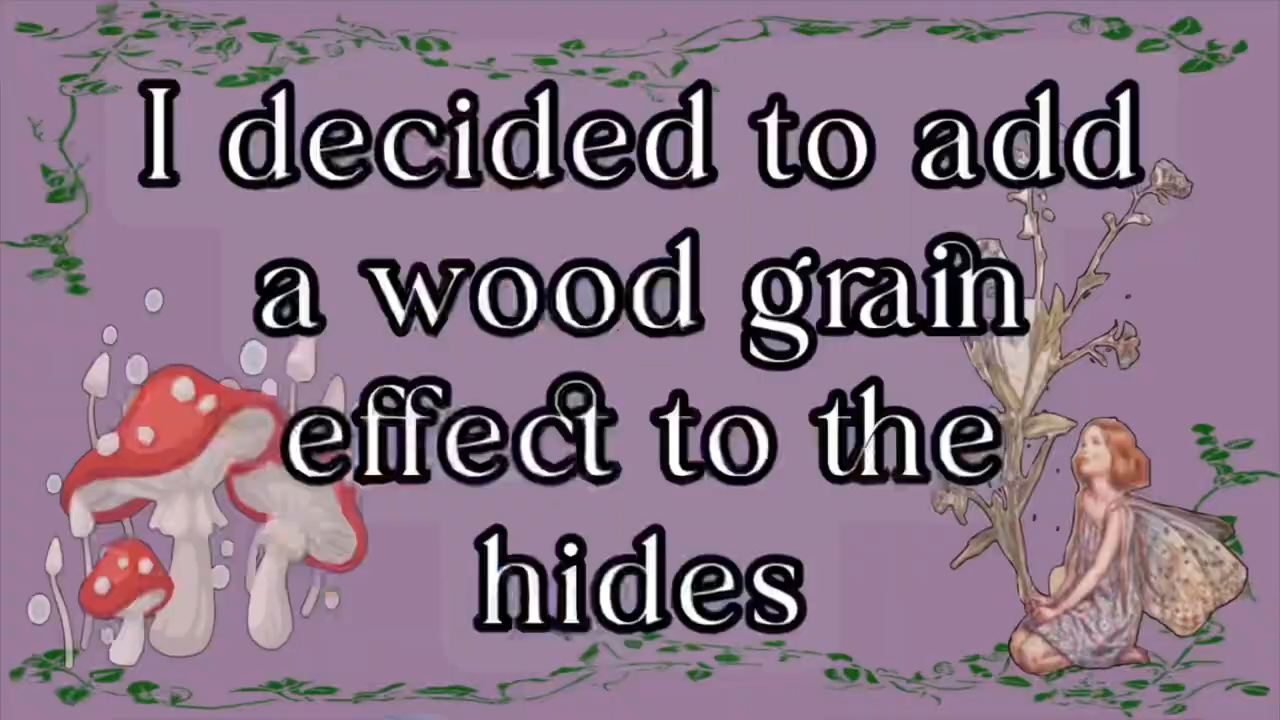 I decided to add
a wood grain
effect to the
hides